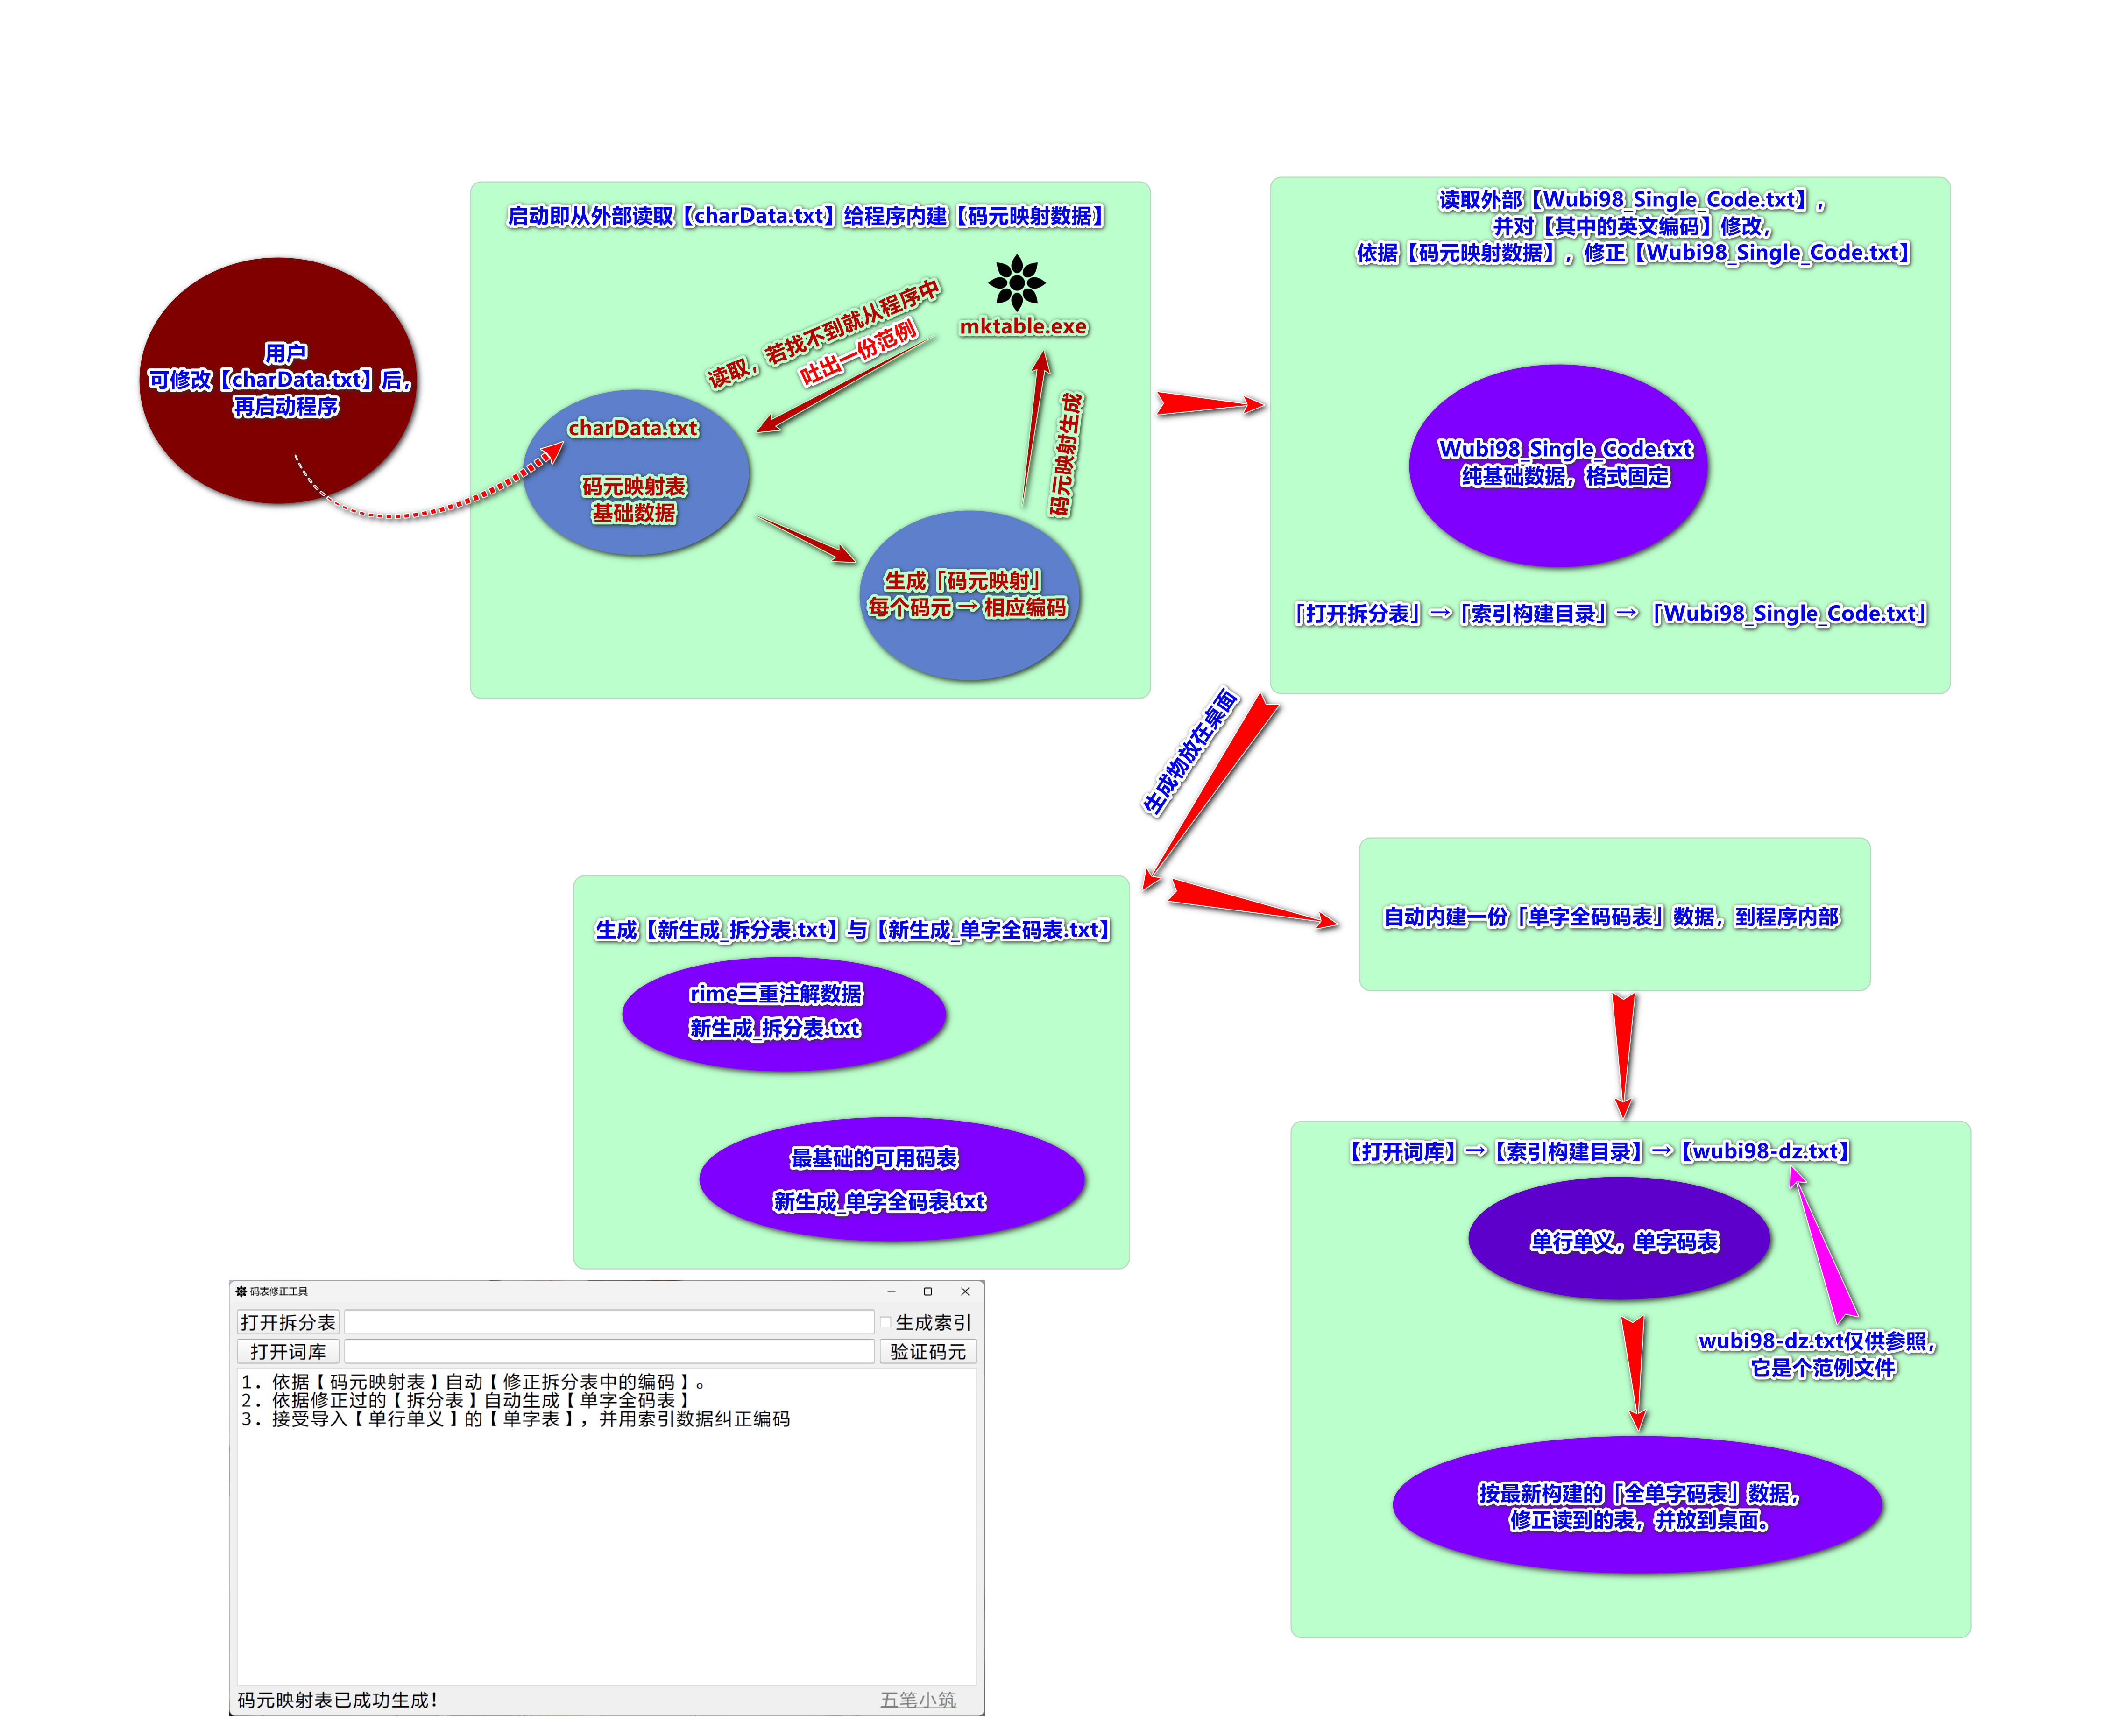 用户
可修改【charData.txt】后，
再启动程序
启动即从外部读取【charData.txt】给程序内建【码元映射数据】
mktable.exe
读取，若找不到就从程序中
吐出一份范例
charData.txt
码元映射表
基础数据
码元映射生成
生成「码元映射」
每个码元 → 相应编码
读取外部【Wubi98_Single_Code.txt】，
并对【其中的英文编码】修改，
依据【码元映射数据】，修正【Wubi98_Single_Code.txt】
Wubi98_Single_Code.txt
纯基础数据，格式固定
「打开拆分表」→「索引构建目录」→ 「Wubi98_Single_Code.txt」
生成物放在桌面
生成【新生成_拆分表.txt】与【新生成_单字全码表.txt】
rime三重注解数据
新生成_拆分表.txt
最基础的可用码表
新生成_单字全码表.txt
自动内建一份「单字全码码表」数据，到程序内部
【打开词库】→【索引构建目录】→【wubi98-dz.txt】
单行单义，单字码表
wubi98-dz.txt仅供参照，
它是个范例文件
按最新构建的「全单字码表」数据，
修正读到的表，并放到桌面。
码表修正工具
打开拆分表
生成索引
打开词库
验证码元
1. 依据【码元映射表】自动【修正拆分表中的编码】。
2. 依据修正过的【拆分表】自动生成【单字全码表】
3. 接受导入【单行单义】的【单字表】，并用索引数据纠正编码
码元映射表已成功生成！
五笔小筑